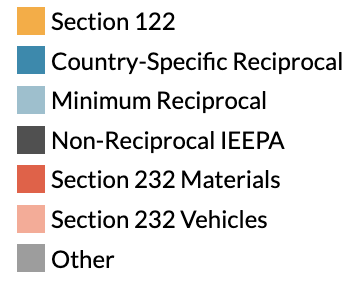 Section 122
Country-Specific Reciprocal
Minimum Reciprocal
Non-Reciprocal IEEPA
Section 232 Materials
Section 232 Vehicles
Other